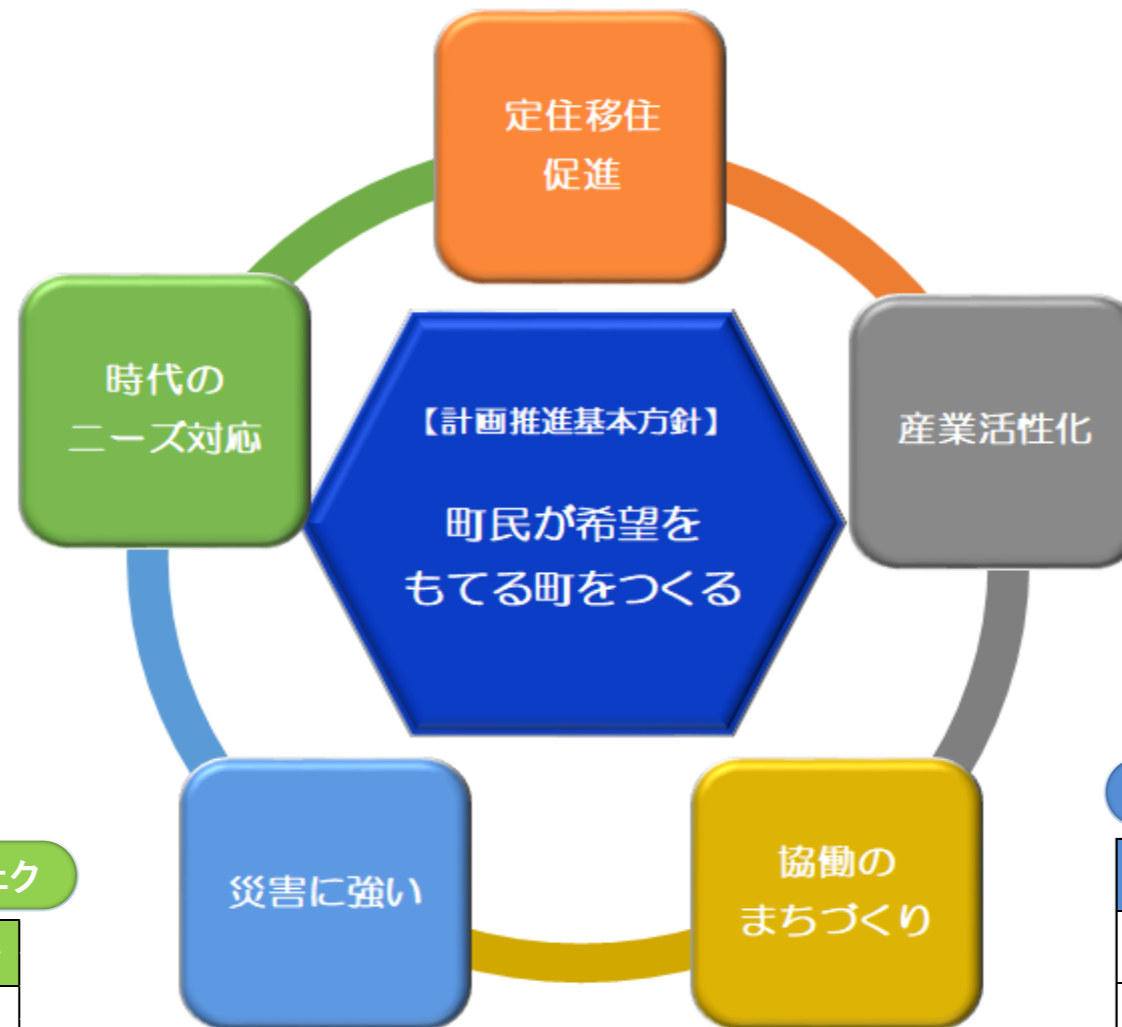 定住移住
促進
時代の
ニーズ対応
産業活性化
【計画推進基本方針】
町民が希望を
もてる町をつくる
災害に強い
協働の
まちづくり
ェク